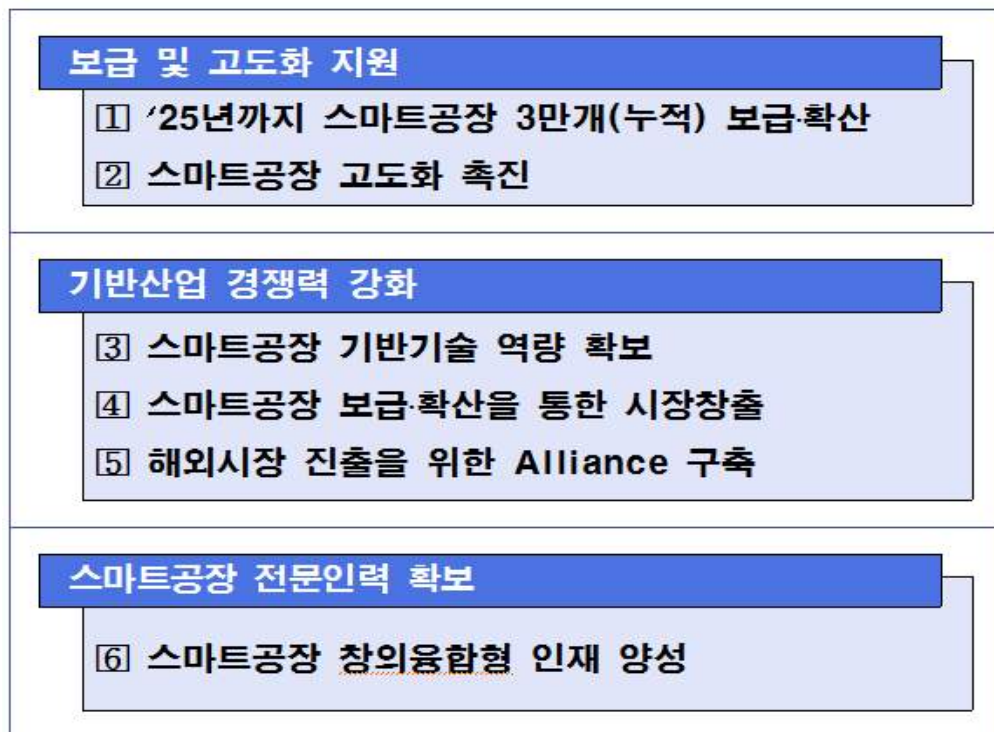 보급 및 고도화 지원
1 ‘25년까지 스마트공장 3만개(누적) 보급·확산
2 스마트공장 고도화 촉진
기반산업 경쟁력 강화
3 스마트공장 기반기술 역량 확보
4 스마트공장 보급·확산을 통한 시장창출
5 해외시장 진출을 위한 Alliance 구축
스마트공장 전문인력 확보
6 스마트공장 창의융합형 인재 양성